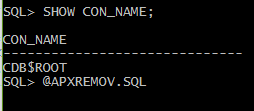 SQL> SHOW CON_NAME;
CON_NAME
------------------------------
CDB$ROOT
SQL> @APXREMOV.SQL